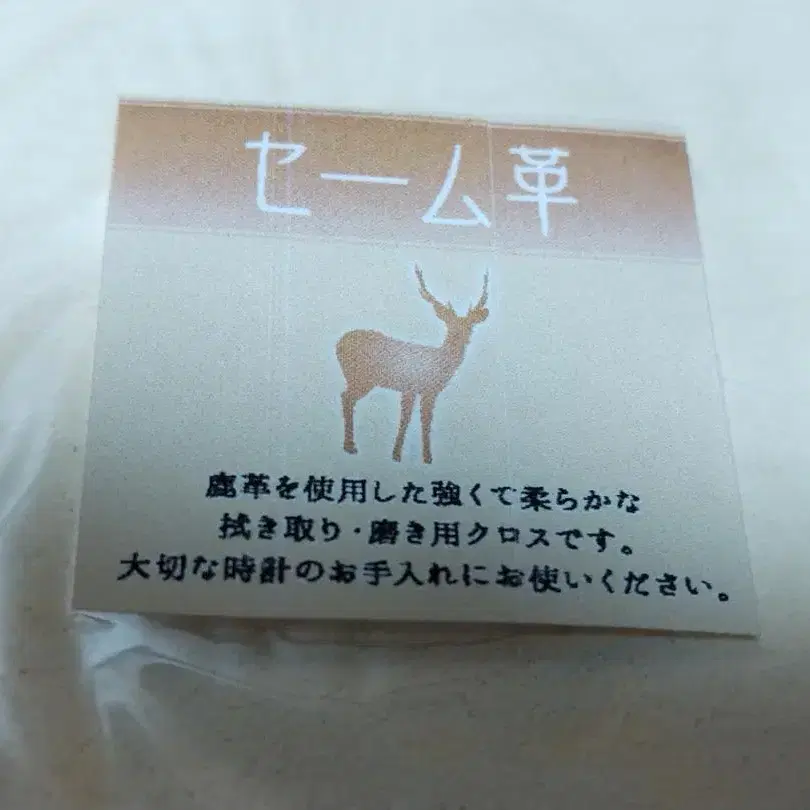 セーム革
鹿革を使用した強くて柔らかな
拭き取り・磨き用クロスです。
大切な時計のお手入れにお使いください。